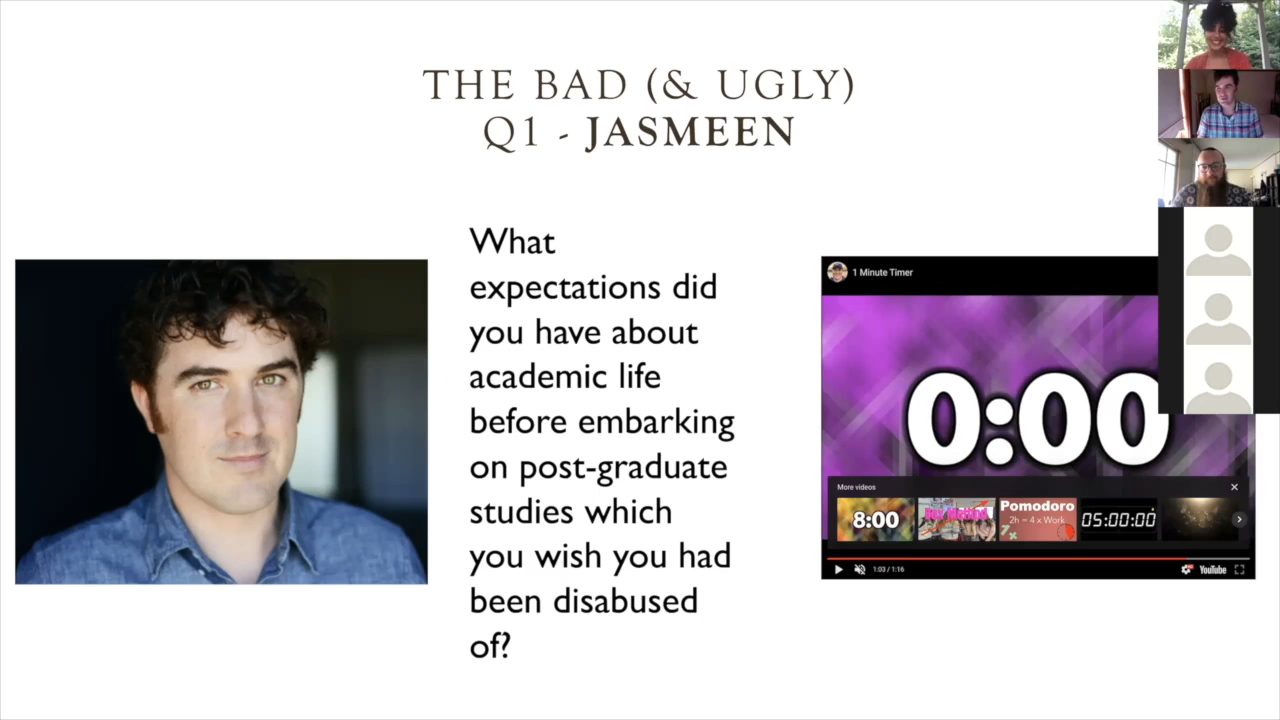 THE BAD (& UGLY)
Q1 - JASMEEN
What
expectations did
you have about
academic life
before embarking
on post-graduate
studies which
you wish you had
been disabused
of?
1 Minute Timer
0:00
More videos
8:00
Pomodoro
2h = 4 x Work
05:00:00
1:03 / 1:16
YouTube